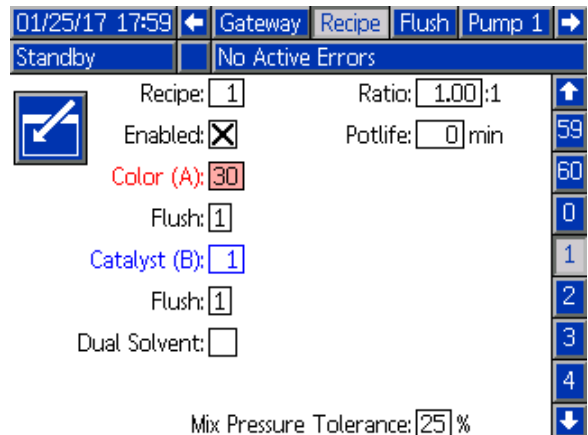 01/25/17 17:59 Gateway Recipe Flush Pump 1
Standby No Active Errors
Recipe: 1 Ratio: 1.00:1
Enabled: Potlife: 0 min 59
Color (A): 30 60
Flush: 1 0
Catalyst (B): 1 1
Flush: 1 2
Dual Solvent: 3
4
Mix Pressure Tolerance: 25 %